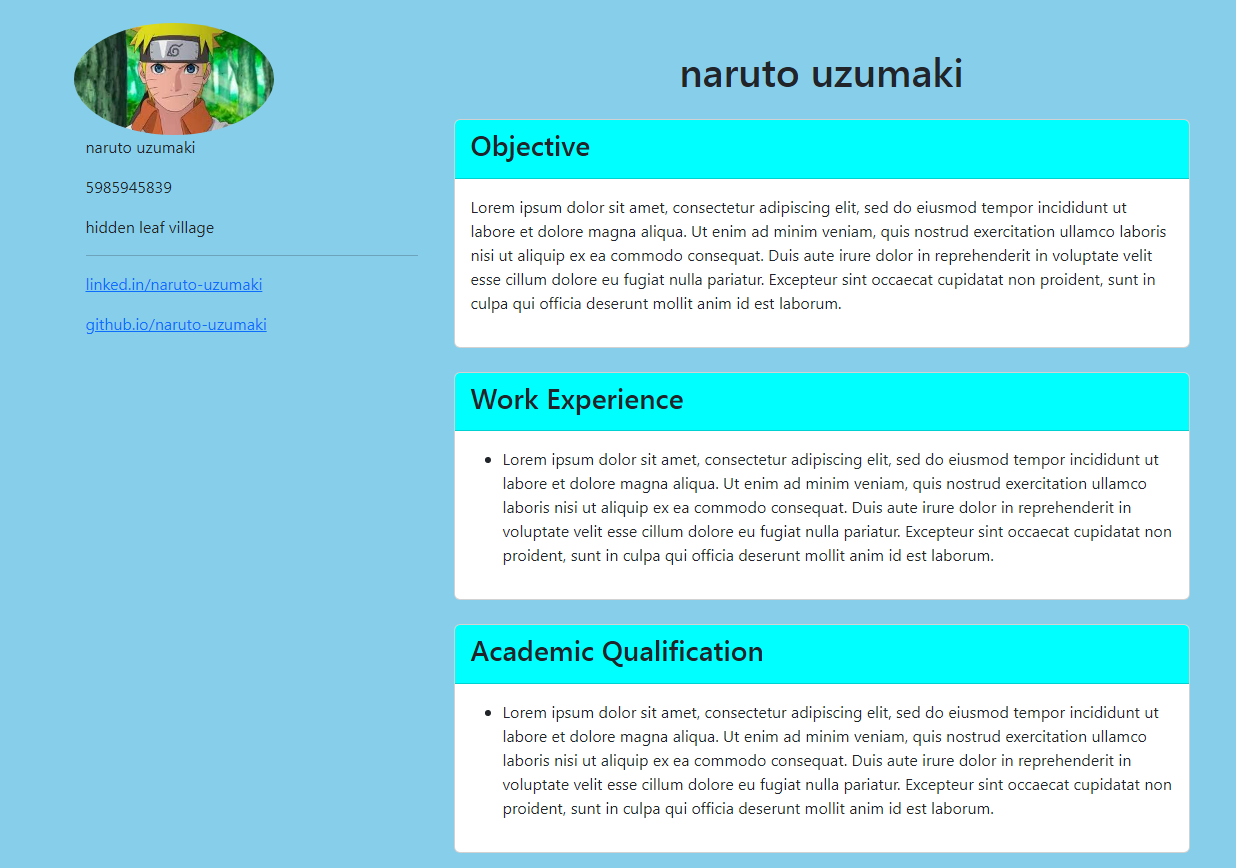 naruto uzumaki
5985945839
hidden leaf village
linked.in/naruto-uzumaki
github.io/naruto-uzumaki
naruto uzumaki
Objective
Lorem ipsum dolor sit amet, consectetur adipiscing elit, sed do eiusmod tempor incididunt ut
labore et dolore magna aliqua. Ut enim ad minim veniam, quis nostrud exercitation ullamco laboris
nisi ut aliquip ex ea commodo consequat. Duis aute irure dolor in reprehenderit in voluptate velit
esse cillum dolore eu fugiat nulla pariatur. Excepteur sint occaecat cupidatat non proident, sunt in
culpa qui officia deserunt mollit anim id est laborum.
Work Experience
• Lorem ipsum dolor sit amet, consectetur adipiscing elit, sed do eiusmod tempor incididunt ut
labore et dolore magna aliqua. Ut enim ad minim veniam, quis nostrud exercitation ullamco
laboris nisi ut aliquip ex ea commodo consequat. Duis aute irure dolor in reprehenderit in
voluptate velit esse cillum dolore eu fugiat nulla pariatur. Excepteur sint occaecat cupidatat non
proident, sunt in culpa qui officia deserunt mollit anim id est laborum.
Academic Qualification
• Lorem ipsum dolor sit amet, consectetur adipiscing elit, sed do eiusmod tempor incididunt ut
labore et dolore magna aliqua. Ut enim ad minim veniam, quis nostrud exercitation ullamco
laboris nisi ut aliquip ex ea commodo consequat. Duis aute irure dolor in reprehenderit in
voluptate velit esse cillum dolore eu fugiat nulla pariatur. Excepteur sint occaecat cupidatat non
proident, sunt in culpa qui officia deserunt mollit anim id est laborum.